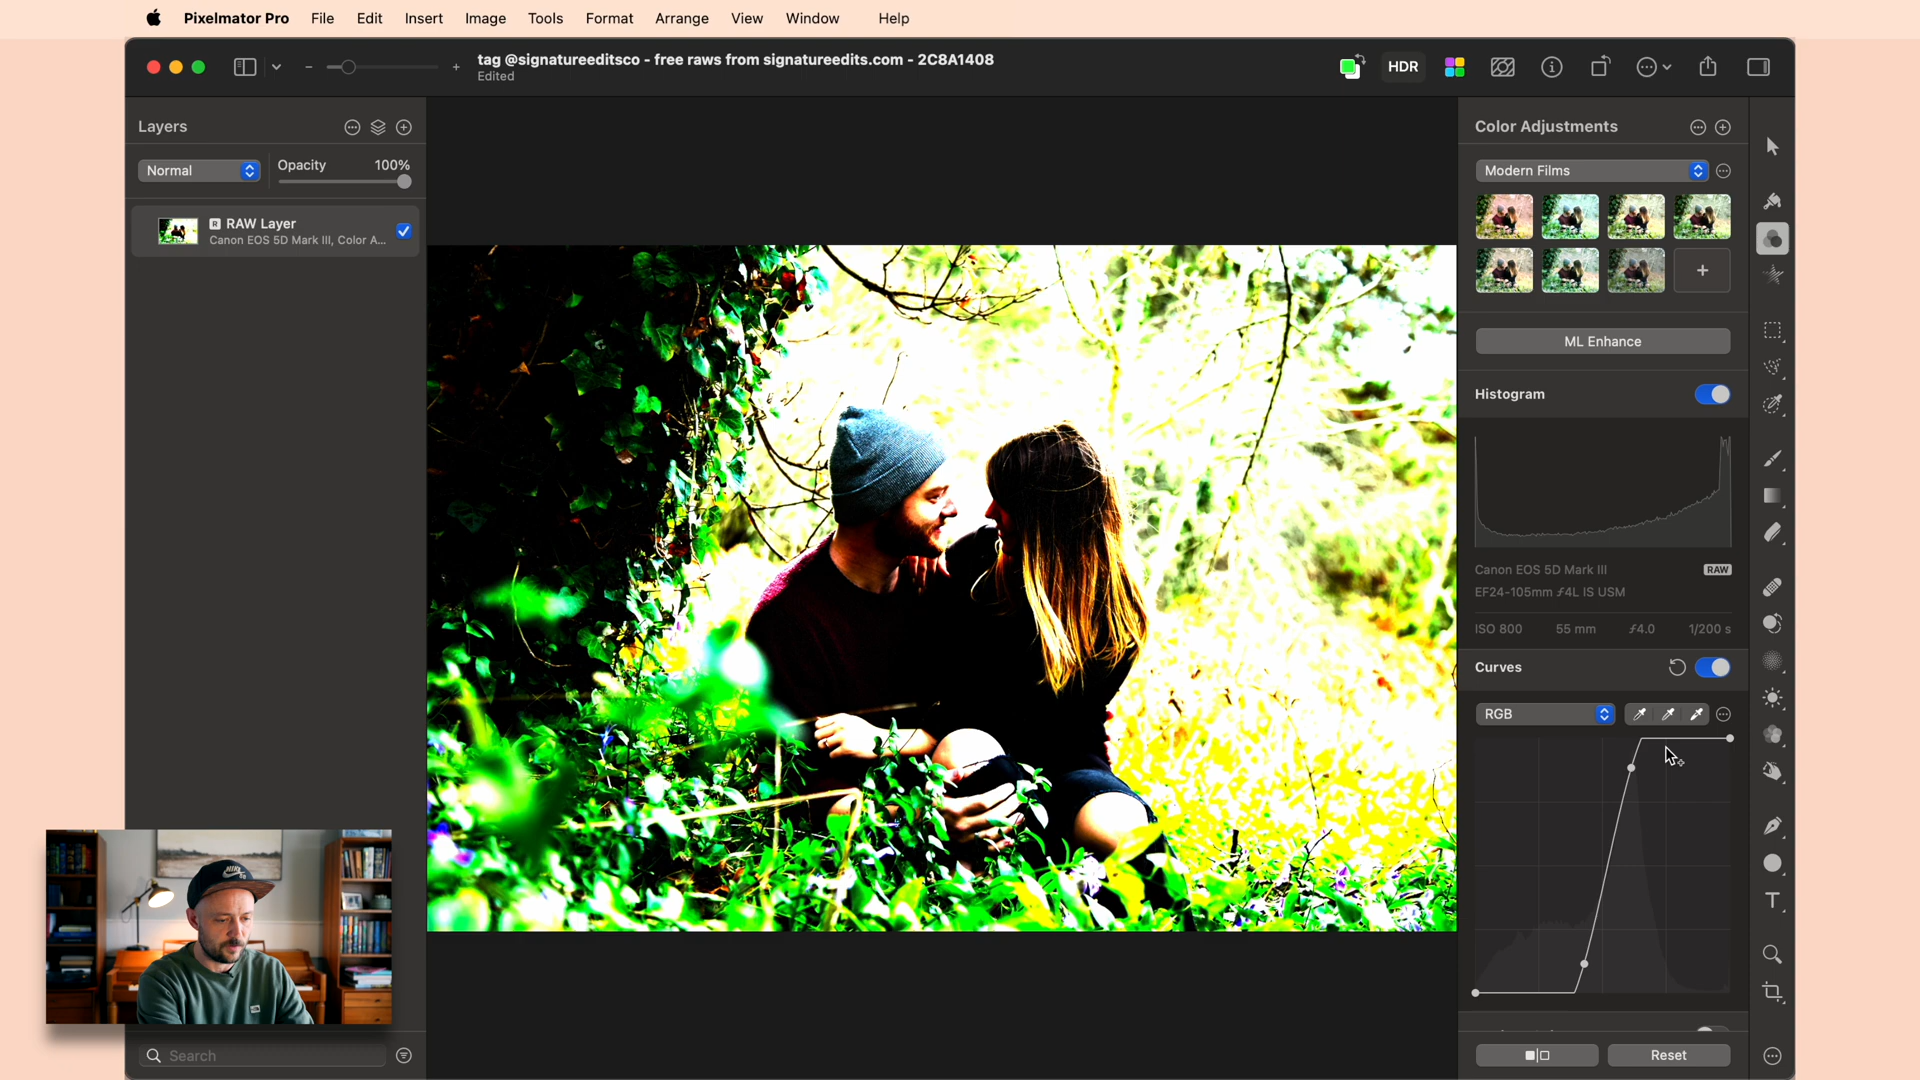 Pixelmator Pro File Edit Insert Image Tools Format Arrange View Window Help
tag @signatureeditsco - free raws from signatureedits.com - 2C8A1408
Edited
HDR
Layers
Normal
Opacity 100%
R RAW Layer
Canon EOS 5D Mark III, Color A...
Search
Color Adjustments
Modern Films
ML Enhance
Histogram
Canon EOS 5D Mark III RAW
EF24-105mm ƒ4L IS USM
ISO 800 55 mm ƒ4.0 1/200 s
Curves
RGB
Reset
NIKE